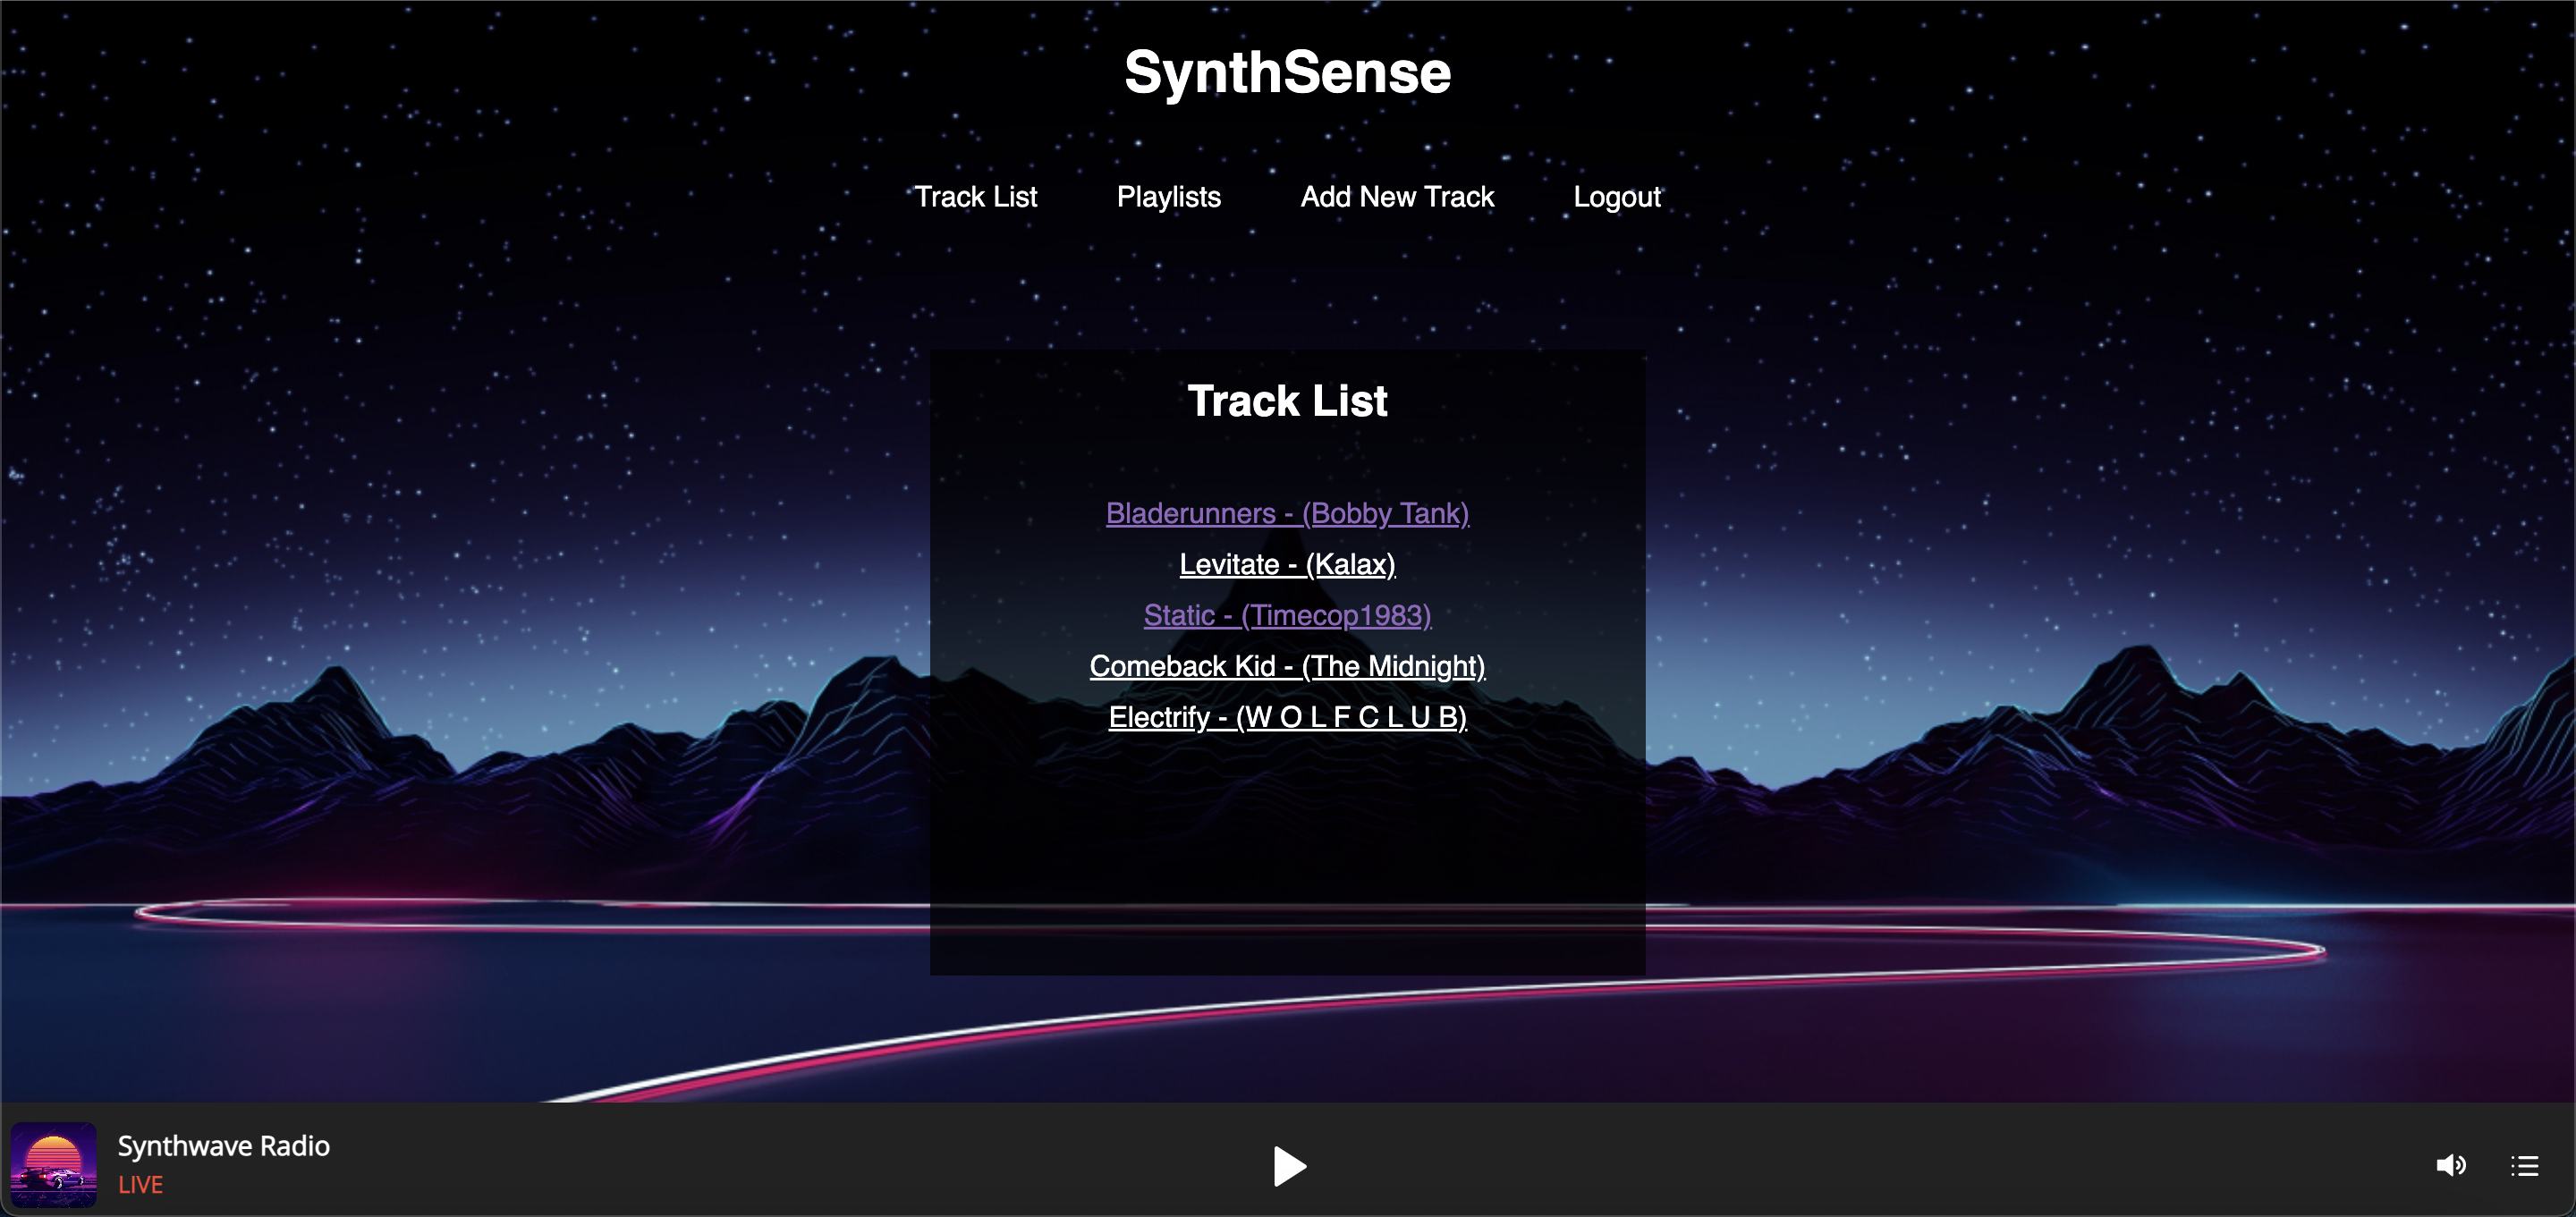 SynthSense
Track List Playlists Add New Track Logout
Track List
Bladerunners - (Bobby Tank)
Levitate - (Kalax)
Static - (Timecop1983)
Comeback Kid - (The Midnight)
Electrify - (W O L F C L U B)
Synthwave Radio
LIVE